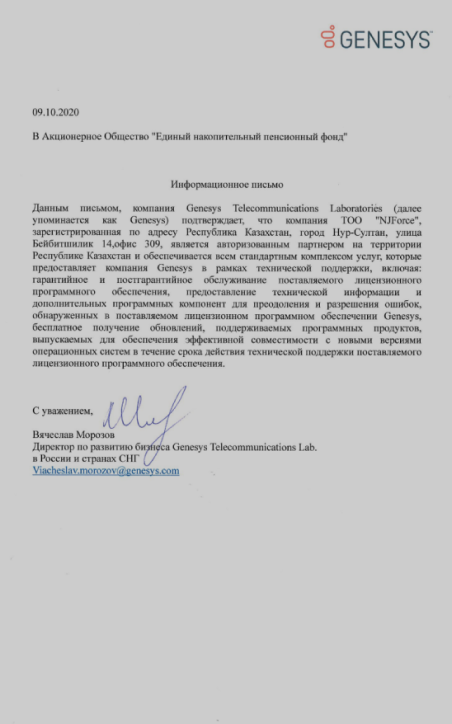 GENESYS
09.10.2020
В Акционерное Общество "Единый накопительный пенсионный фонд"
Информационное письмо
Данным письмом, компания Genesys Telecommunications Laboratories (далее
упоминается как Genesys) подтверждает, что компания ТОО "NJForce",
зарегистрированная по адресу Республика Казахстан, город Нур-Султан, улица
Бейбитшилик 14,офис 309, является авторизованным партнером на территории
Республике Казахстан и обеспечивается всем стандартным комплексом услуг, которые
предоставляет компания Genesys в рамках технической поддержки, включая:
гарантийное и постгарантийное обслуживание поставляемого лицензионного
программного обеспечения, предоставление технической информации и
дополнительных программных компонент для преодоления и разрешения ошибок,
обнаруженных в поставляемом лицензионном программном обеспечении Genesys,
бесплатное получение обновлений, поддерживаемых программных продуктов,
выпускаемых для обеспечения эффективной совместимости с новыми версиями
операционных систем в течение срока действия технической поддержки поставляемого
лицензионного программного обеспечения.
С уважением,
Вячеслав Морозов
Директор по развитию бизнеса Genesys Telecommunications Lab.
в России и странах СНГ
Viacheslav.morozov@genesys.com